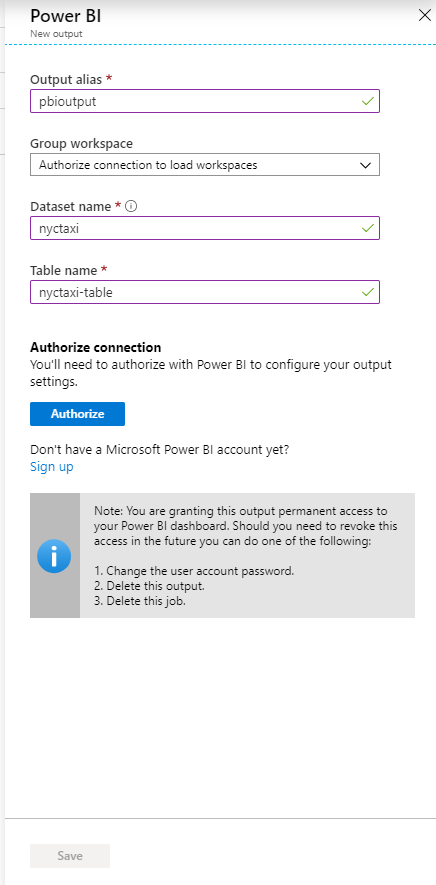 Power BI
New output
Output alias *
pbioutput
Group workspace
Authorize connection to load workspaces
Dataset name *
nyctaxi
Table name *
nyctaxi-table
Authorize connection
You'll need to authorize with Power BI to configure your output
settings.
Authorize
Don't have a Microsoft Power BI account yet?
Sign up
Note: You are granting this output permanent access to
your Power BI dashboard. Should you need to revoke this
access in the future you can do one of the following:
1. Change the user account password.
2. Delete this output.
3. Delete this job.
Save